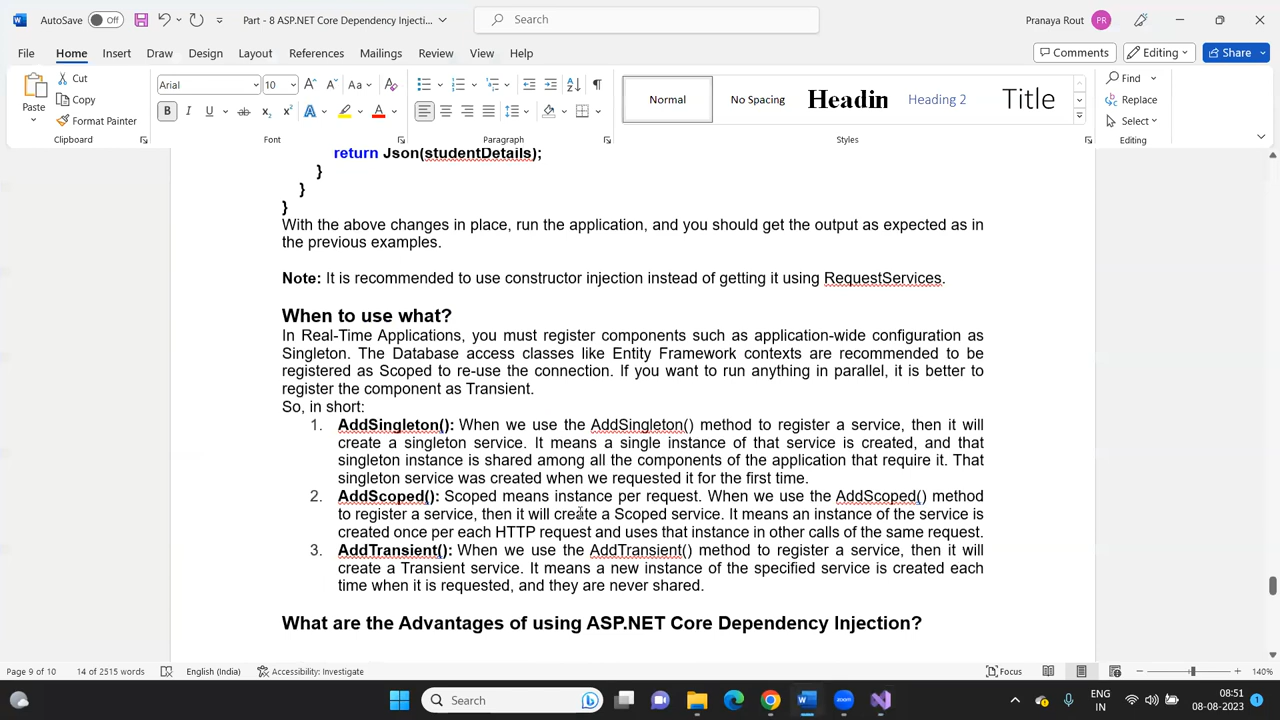 AutoSave Off Part - 8 ASP.NET Core Dependency Injecti... Search Pranaya Rout PR
File Home Insert Draw Design Layout References Mailings Review View Help Comments Editing Share
Paste Cut Copy Format Painter Clipboard
Arial 10 Font
Paragraph
Normal No Spacing Headin Heading 2 Title Styles
Find Replace Select Editing
return Json(studentDetails);
}
}
}
With the above changes in place, run the application, and you should get the output as expected as in
the previous examples.
Note: It is recommended to use constructor injection instead of getting it using RequestServices.
When to use what?
In Real-Time Applications, you must register components such as application-wide configuration as
Singleton. The Database access classes like Entity Framework contexts are recommended to be
registered as Scoped to re-use the connection. If you want to run anything in parallel, it is better to
register the component as Transient.
So, in short:
1. AddSingleton(): When we use the AddSingleton() method to register a service, then it will
create a singleton service. It means a single instance of that service is created, and that
singleton instance is shared among all the components of the application that require it. That
singleton service was created when we requested it for the first time.
2. AddScoped(): Scoped means instance per request. When we use the AddScoped() method
to register a service, then it will create a Scoped service. It means an instance of the service is
created once per each HTTP request and uses that instance in other calls of the same request.
3. AddTransient(): When we use the AddTransient() method to register a service, then it will
create a Transient service. It means a new instance of the specified service is created each
time when it is requested, and they are never shared.
What are the Advantages of using ASP.NET Core Dependency Injection?
Page 9 of 10 14 of 2515 words English (India) Accessibility: Investigate Focus 140%
Search ENG IN 08:51 08-08-2023